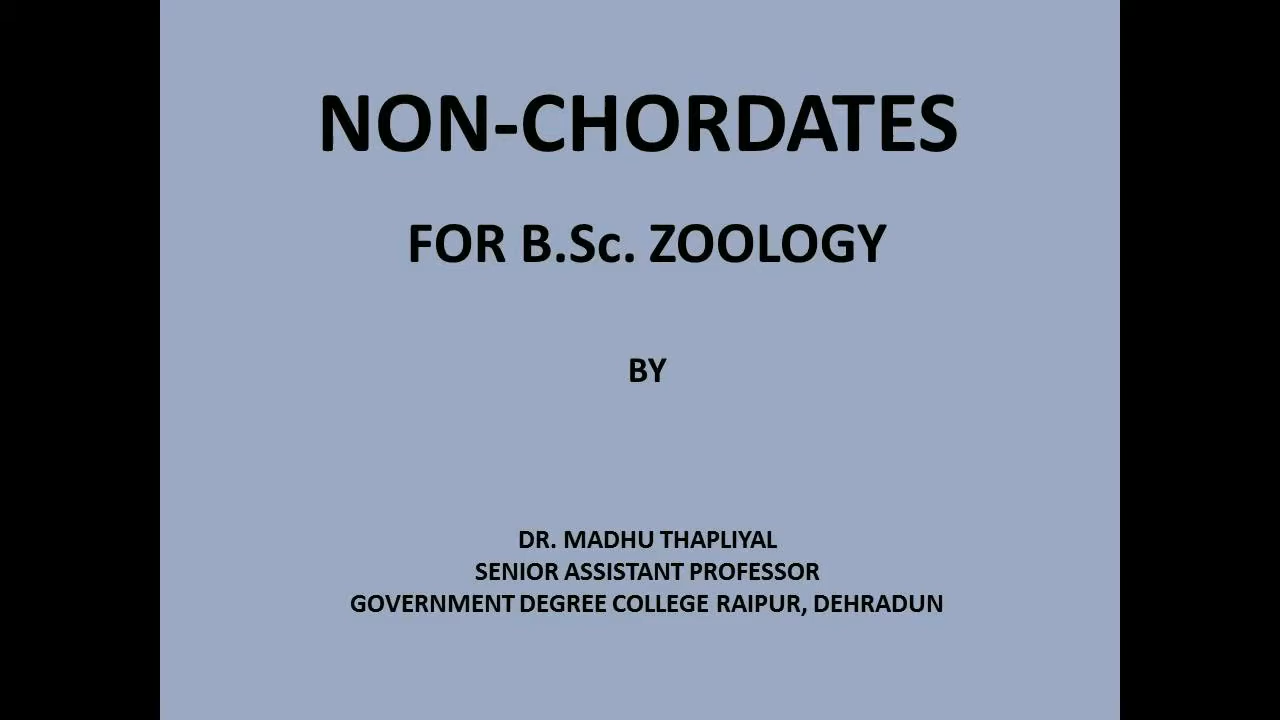 NON-CHORDATES
FOR B.Sc. ZOOLOGY
BY
DR. MADHU THAPLIYAL
SENIOR ASSISTANT PROFESSOR
GOVERNMENT DEGREE COLLEGE RAIPUR, DEHRADUN